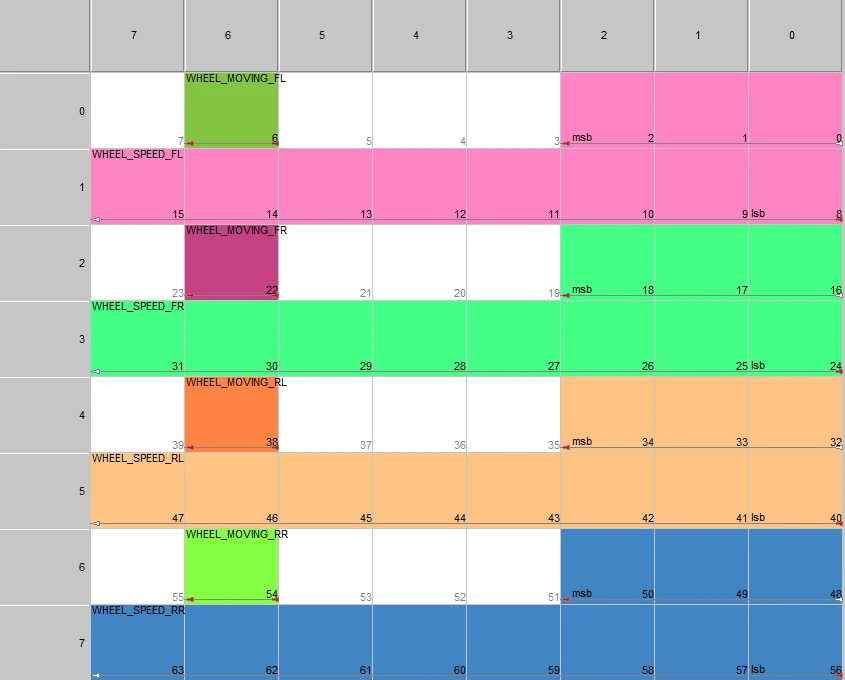 7 6 5 4 3 2 1 0
WHEEL_MOVING_FL
0
7 6 5 4 3 msb 2 1 0
WHEEL_SPEED_FL
1
15 14 13 12 11 10 9 lsb 8
WHEEL_MOVING_FR
2
23 22 21 20 19 msb 18 17 16
WHEEL_SPEED_FR
3
31 30 29 28 27 26 25 lsb 24
WHEEL_MOVING_RL
4
39 38 37 36 35 msb 34 33 32
WHEEL_SPEED_RL
5
47 46 45 44 43 42 41 lsb 40
WHEEL_MOVING_RR
6
55 54 53 52 51 msb 50 49 48
WHEEL_SPEED_RR
7
63 62 61 60 59 58 57 lsb 56